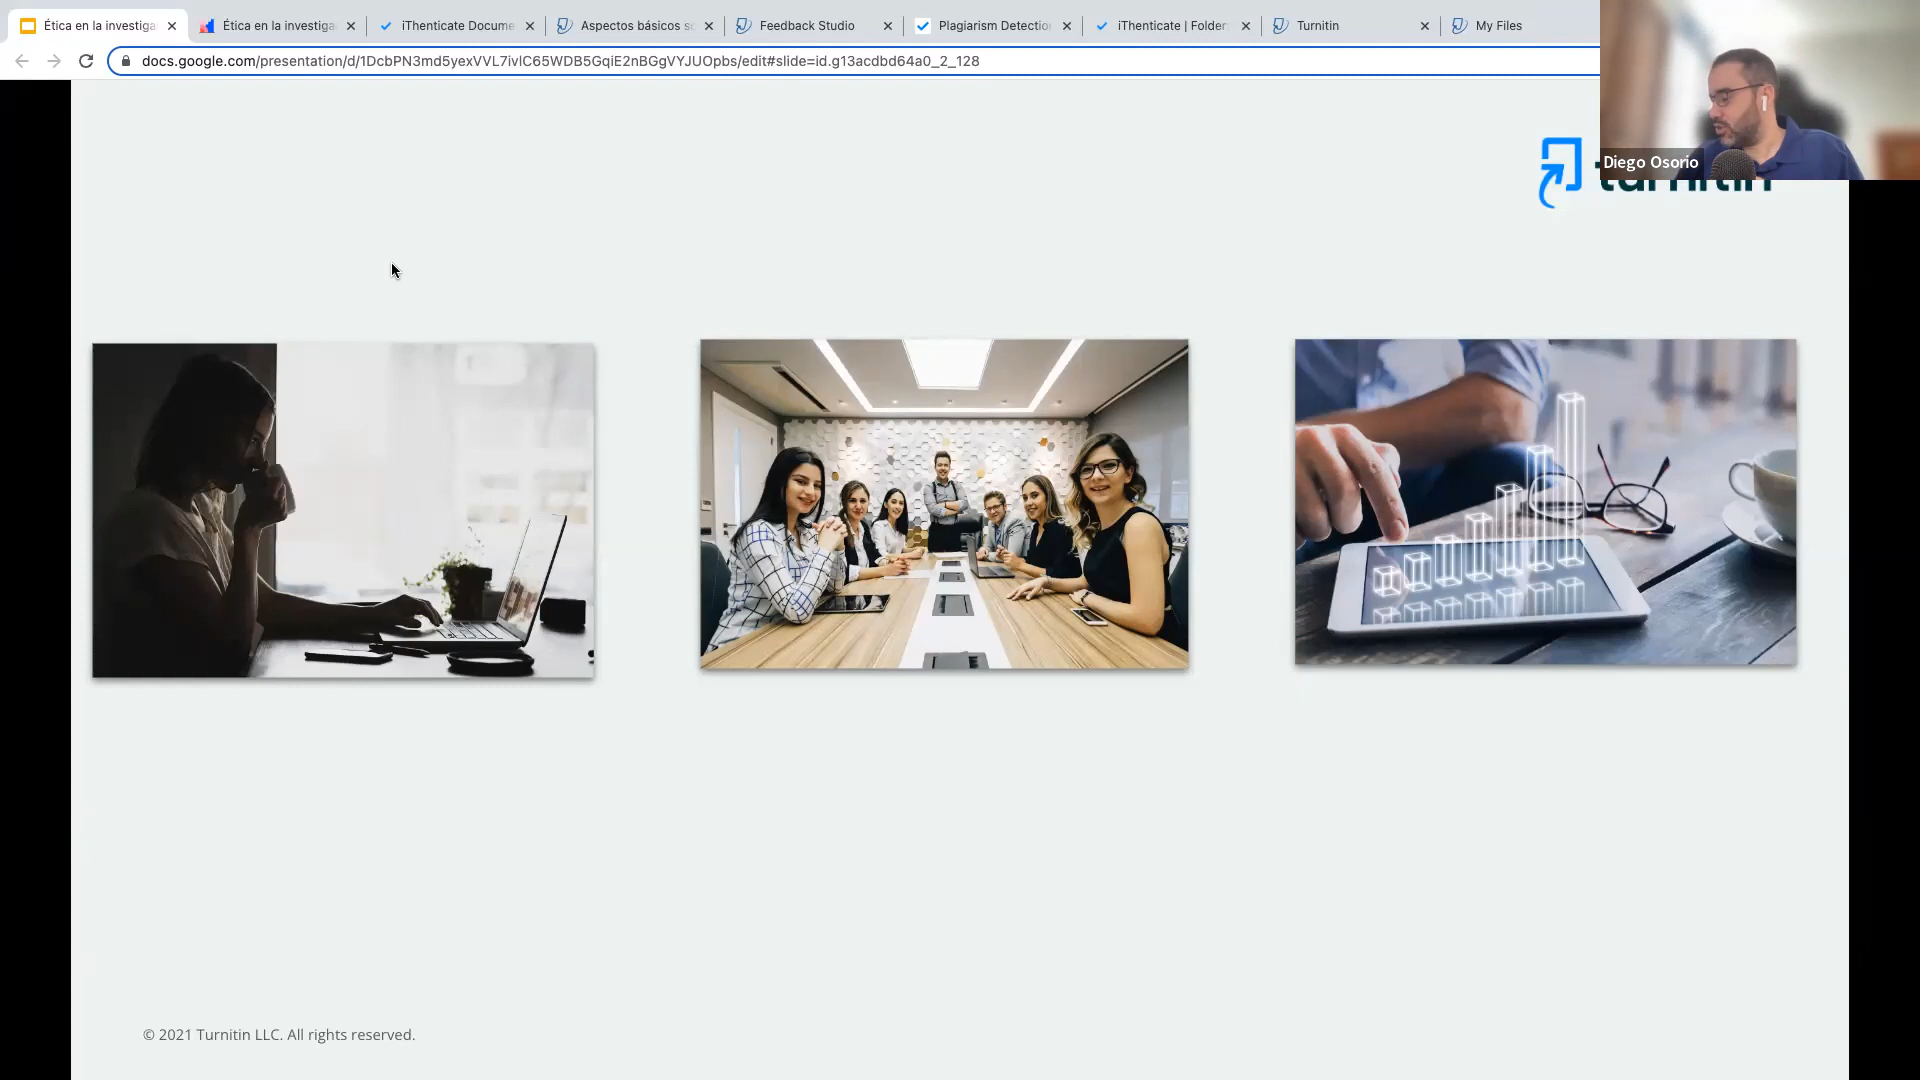 Ética en la investiga
Ética en la investiga
iThenticate Docume
Aspectos básicos s
Feedback Studio
Plagiarism Detectio
iThenticate | Folder
Turnitin
My Files
docs.google.com/presentation/d/1DcbPN3md5yexVVL7ivlC65WDB5GqiE2nBGgVYJUOpbs/edit#slide=id.g13acdbd64a0_2_128
Diego Osorio
turnitin
© 2021 Turnitin LLC. All rights reserved.